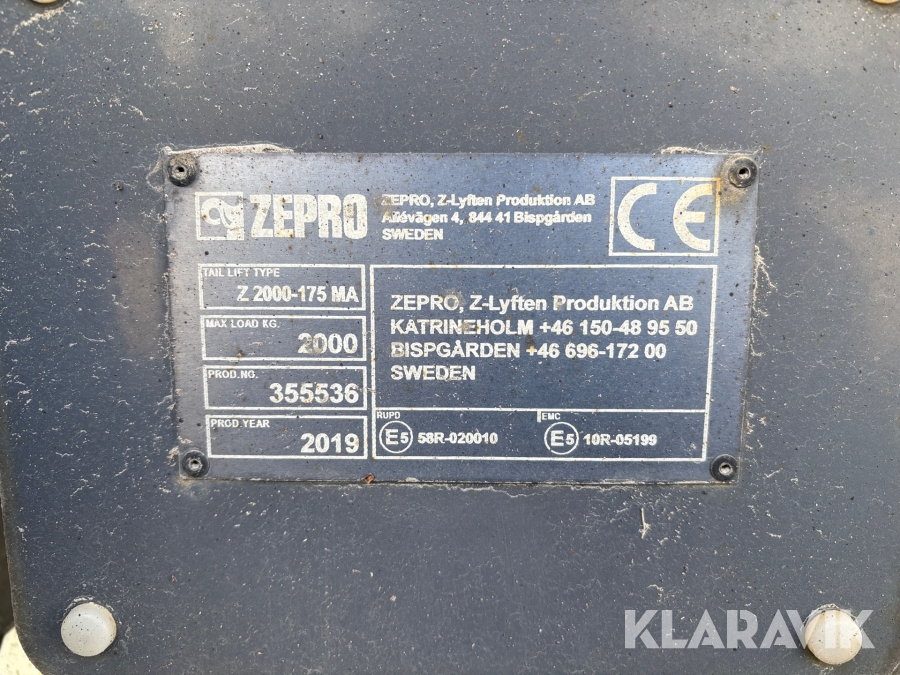 ZEPRO
ZEPRO, Z-Lyften Produktion AB
Allévägen 4, 844 41 Bispgården
SWEDEN
CE
TAIL LIFT TYPE
Z 2000-175 MA
MAX LOAD KG.
2000
PROD.NO.
355536
PROD YEAR
2019
ZEPRO, Z-Lyften Produktion AB
KATRINEHOLM +46 150-48 95 50
BISPGÅRDEN +46 696-172 00
SWEDEN
RUPD
E5 58R-020010
EMC
E5 10R-05199
KLARAVIK